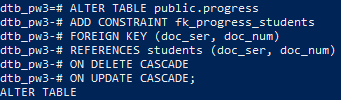 dtb_pw3=# ALTER TABLE public.progress
dtb_pw3-# ADD CONSTRAINT fk_progress_students
dtb_pw3-# FOREIGN KEY (doc_ser, doc_num)
dtb_pw3-# REFERENCES students (doc_ser, doc_num)
dtb_pw3-# ON DELETE CASCADE
dtb_pw3-# ON UPDATE CASCADE;
ALTER TABLE